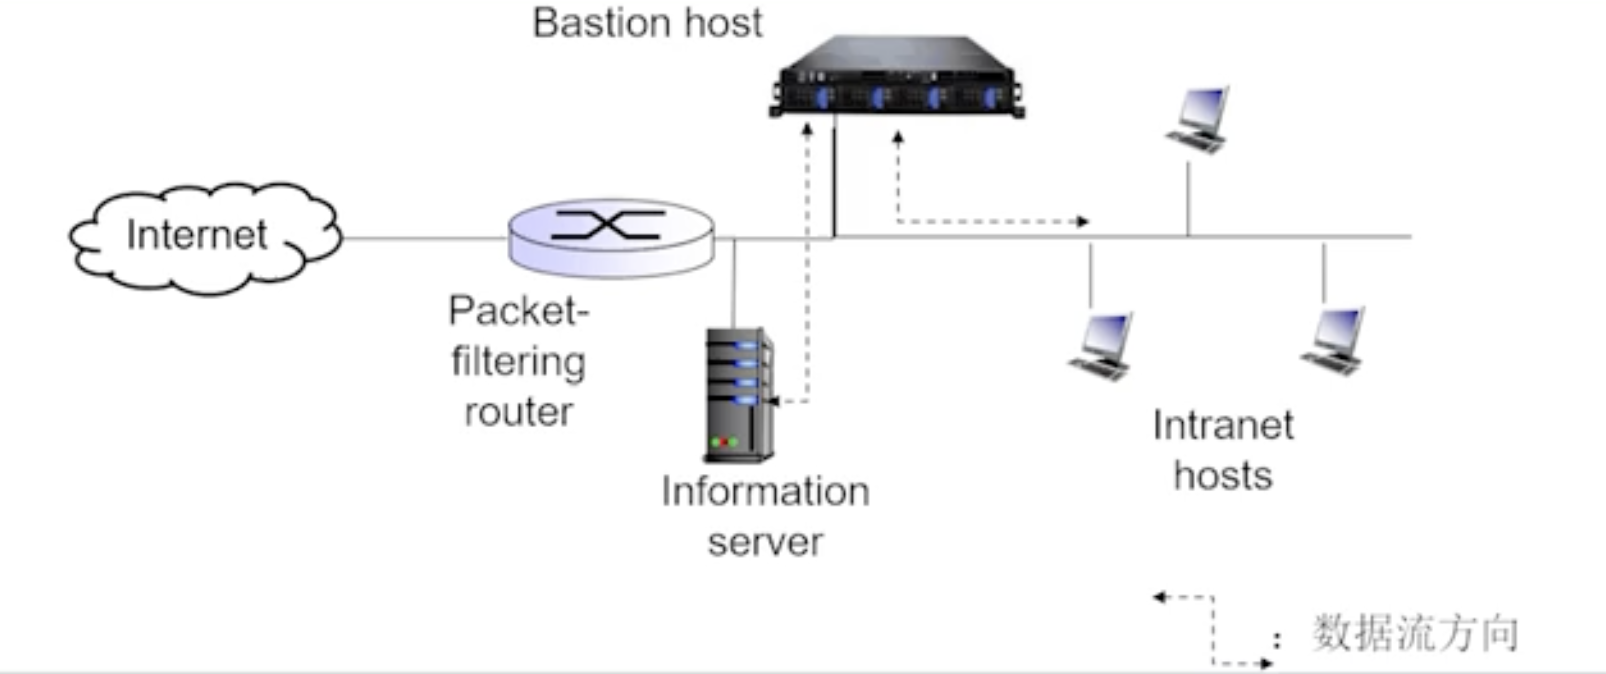 Bastion host
Internet
Packet-
filtering
router
Information
server
Intranet
hosts
: 数据流方向